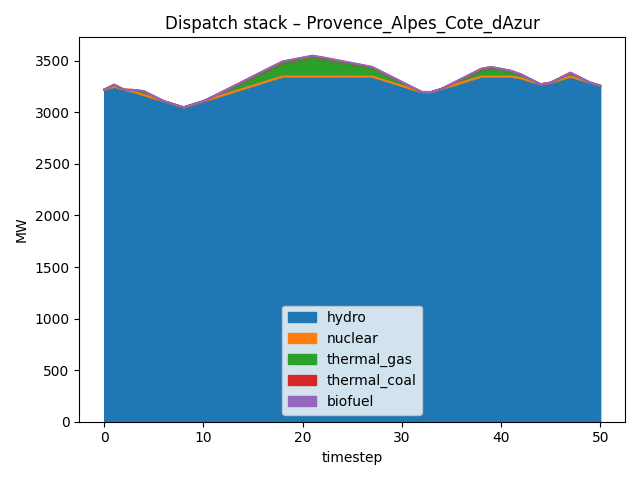 Dispatch stack – Provence_Alpes_Cote_dAzur
3500
3000
2500
2000
1500
1000
500
0
MW
hydro
nuclear
thermal_gas
thermal_coal
biofuel
0 10 20 30 40 50
timestep